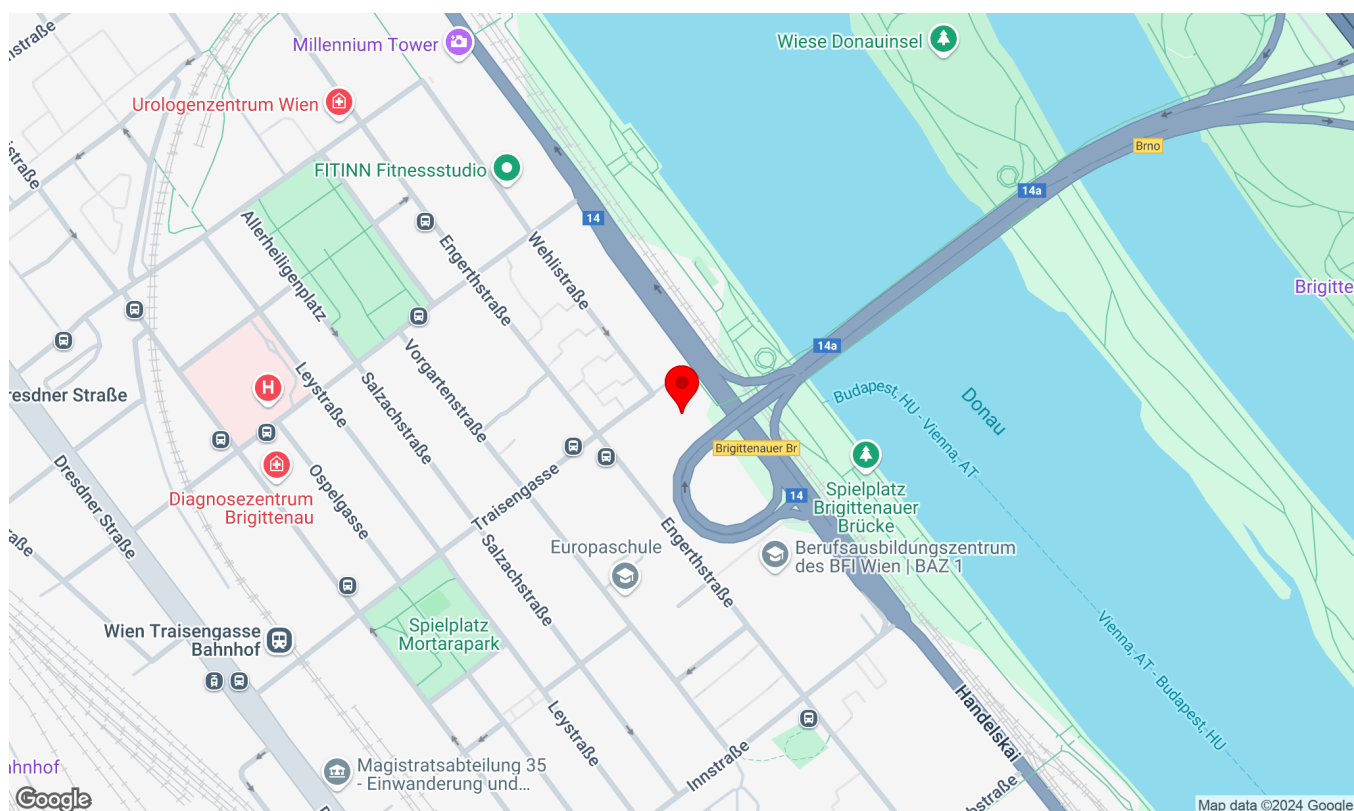 nstraße
Millennium Tower
Wiese Donauinsel
Urologenzentrum Wien
Brno
FITINN Fitnessstudio
14a
14
Allerheiligenplatz
Engerthstraße
Wehlistraße
Brigitte
Vorgartenstraße
14a
Leystraße
Salzachstraße
H
resdner Straße
Budapest, HU - Vienna, AT
Donau
Brigittenauer Br
Diagnosezentrum
Brigittenau
Ospelgasse
Traisengasse
14
Spielplatz
Brigittenauer
Brücke
Dresdner Straße
Salzachstraße
Europaschule
Engerthstraße
Berufsausbildungszentrum
des BFI Wien | BAZ 1
Spielplatz
Mortarapark
Wien Traisengasse
Bahnhof
Vienna, AT - Budapest, HU
Handelskai
Leystraße
Innstraße
ahnhof
Magistratsabteilung 35
- Einwanderung und...
Google
Map data ©2024 Google